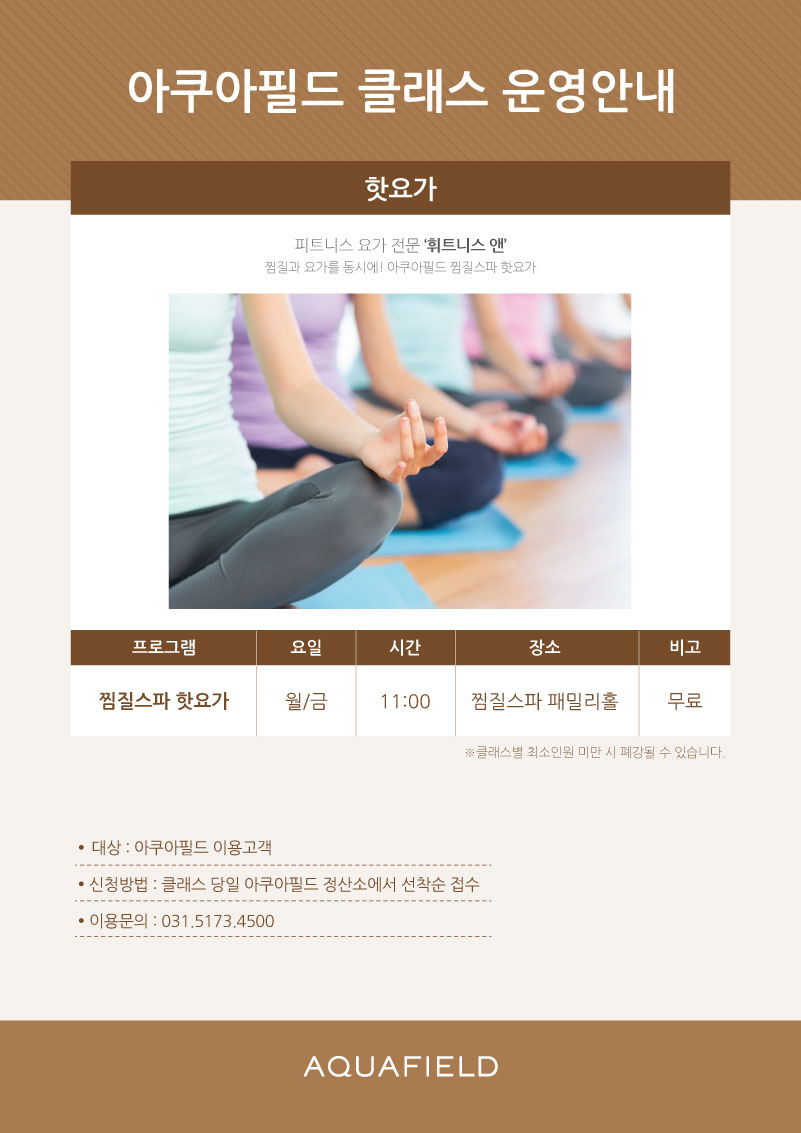 아쿠아필드 클래스 운영안내
핫요가
피트니스 요가 전문 ‘휘트니스 앤’
찜질과 요가를 동시에! 아쿠아필드 찜질스파 핫요가
프로그램 요일 시간 장소 비고
찜질스파 핫요가 월/금 11:00 찜질스파 패밀리홀 무료
※클래스별 최소인원 미만 시 폐강될 수 있습니다.
• 대상 : 아쿠아필드 이용고객
• 신청방법 : 클래스 당일 아쿠아필드 정산소에서 선착순 접수
• 이용문의 : 031.5173.4500
AQUAFIELD